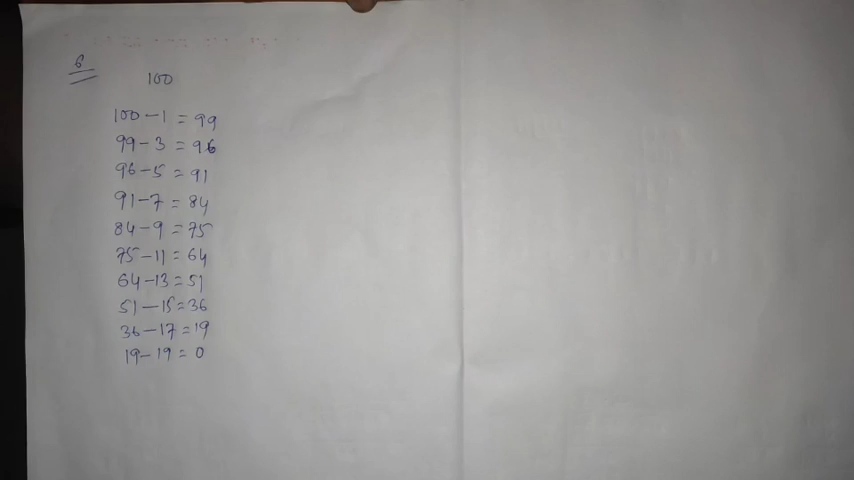 6
100
100 - 1 = 99
99 - 3 = 96
96 - 5 = 91
91 - 7 = 84
84 - 9 = 75
75 - 11 = 64
64 - 13 = 51
51 - 15 = 36
36 - 17 = 19
19 - 19 = 0